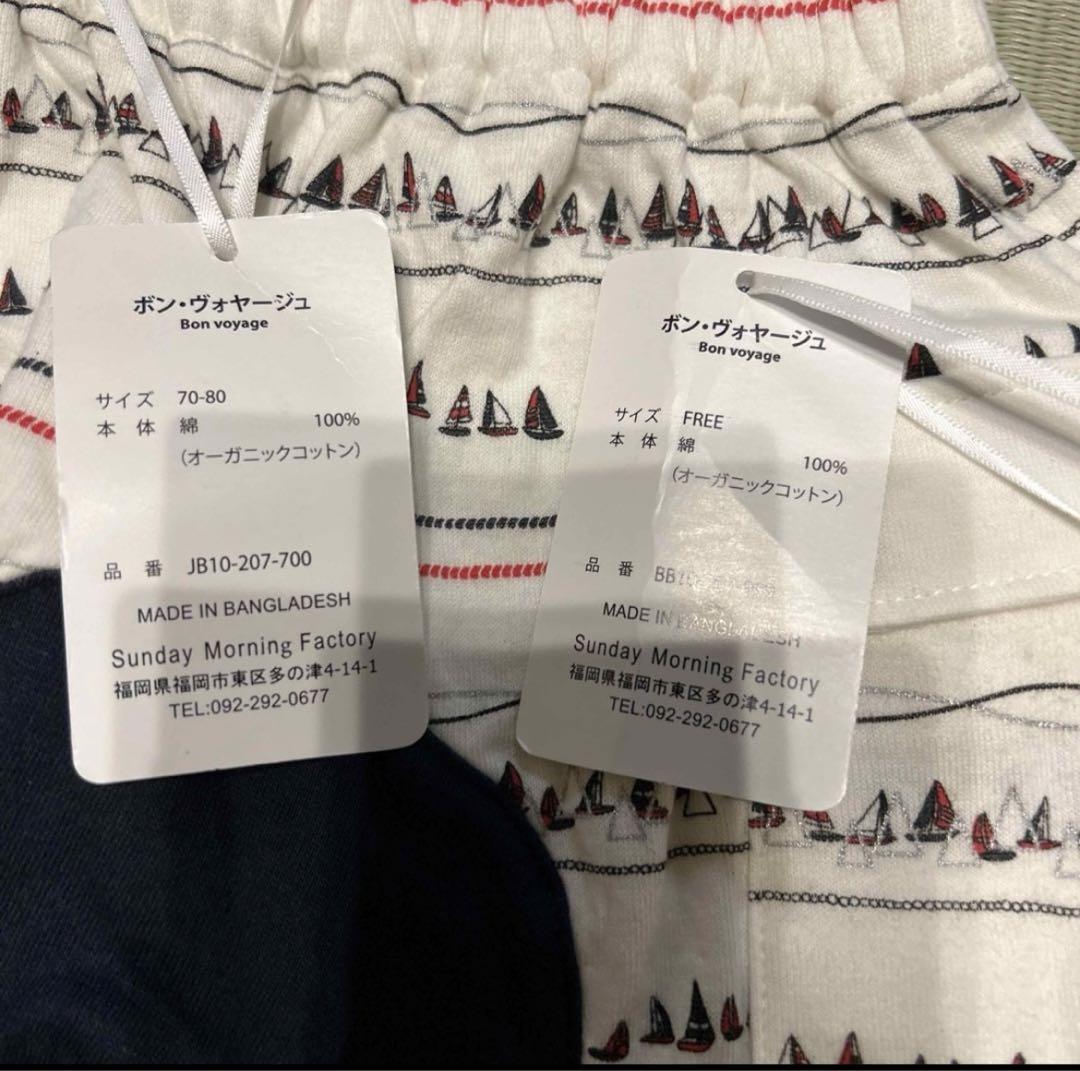 ボン・ヴォヤージュ
Bon voyage
サイズ 70-80
本体 綿 100%
(オーガニックコットン)
品番 JB10-207-700
MADE IN BANGLADESH
Sunday Morning Factory
福岡県福岡市東区多の津4-14-1
TEL:092-292-0677
ボン・ヴォヤージュ
Bon voyage
サイズ FREE
本体 綿 100%
(オーガニックコットン)
品番
MADE IN BANGLADESH
Sunday Morning Factory
福岡県福岡市東区多の津4-14-1
TEL:092-292-0677